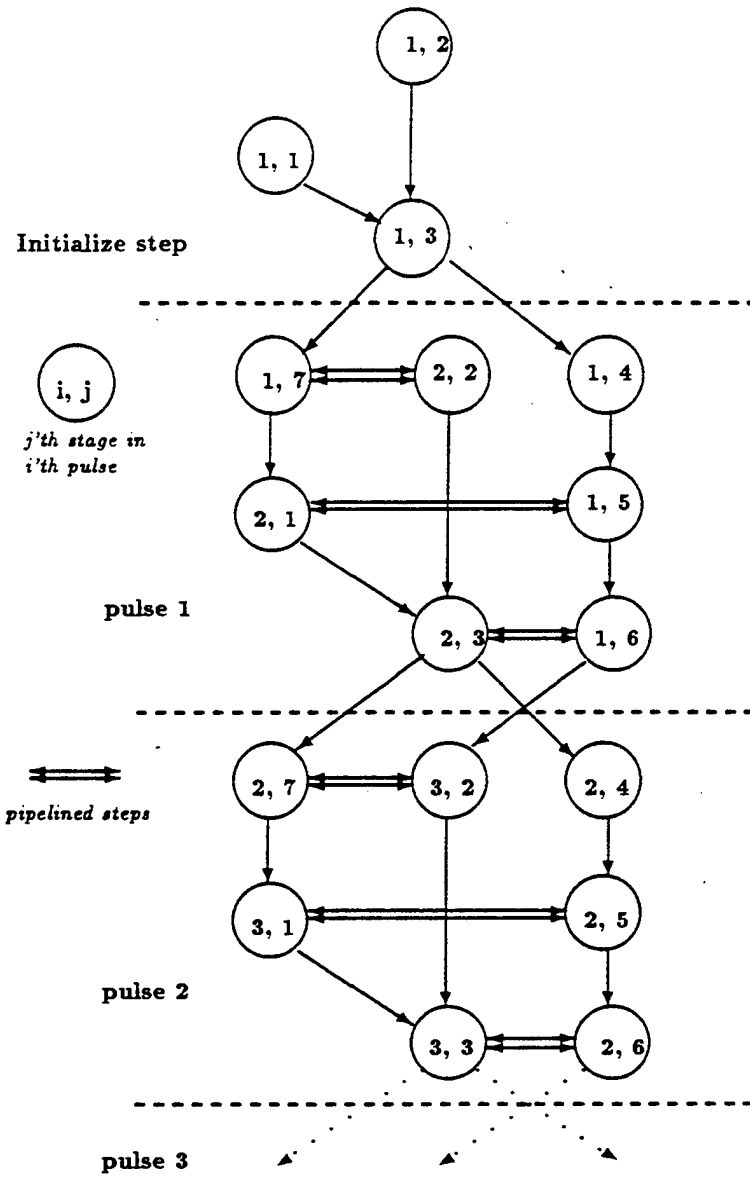 1, 2
1, 1
1, 3
Initialize step
1, 7
2, 2
1, 4
i, j
j'th stage in
i'th pulse
2, 1
1, 5
pulse 1
2, 3
1, 6
2, 7
3, 2
2, 4
pipelined steps
3, 1
2, 5
pulse 2
3, 3
2, 6
pulse 3